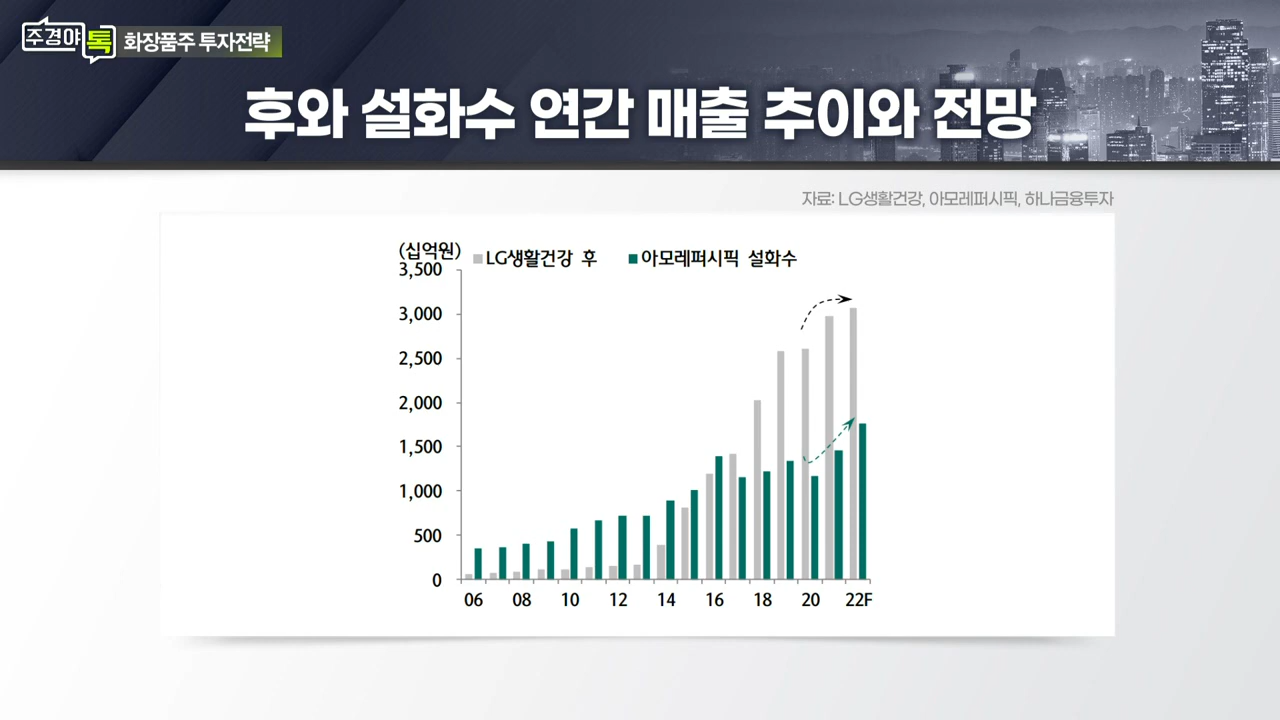 주경야톡 화장품주 투자전략
후와 설화수 연간 매출 추이와 전망
자료: LG생활건강, 아모레퍼시픽, 하나금융투자
(십억원)
LG생활건강 후 아모레퍼시픽 설화수
3,500
3,000
2,500
2,000
1,500
1,000
500
0
06 08 10 12 14 16 18 20 22F